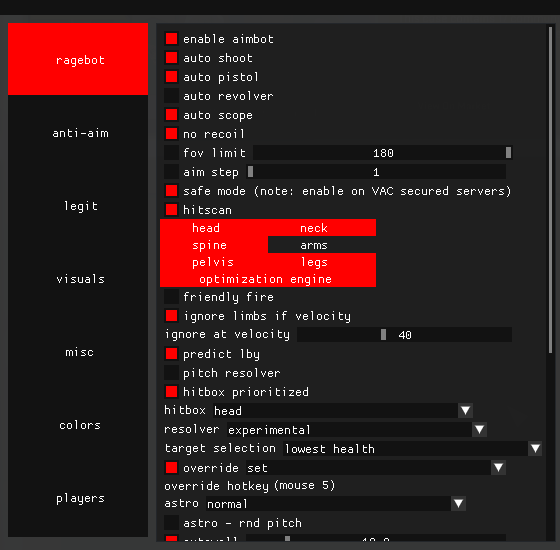 ragebot
anti-aim
legit
visuals
misc
colors
players
enable aimbot
auto shoot
auto pistol
auto revolver
auto scope
no recoil
fov limit 180
aim step 1
safe mode (note: enable on VAC secured servers)
hitscan
head neck
spine arms
pelvis legs
optimization engine
friendly fire
ignore limbs if velocity
ignore at velocity 40
predict lby
pitch resolver
hitbox prioritized
hitbox head
resolver experimental
target selection lowest health
override set
override hotkey (mouse 5)
astro normal
astro - rnd pitch